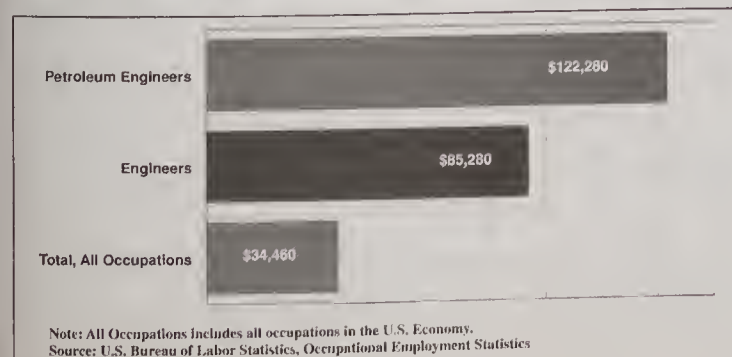 Petroleum Engineers
$122,280
Engineers
$85,280
Total, All Occupations
$34,460
Note: All Occupations includes all occupations in the U.S. Economy.
Source: U.S. Bureau of Labor Statistics, Occupational Employment Statistics